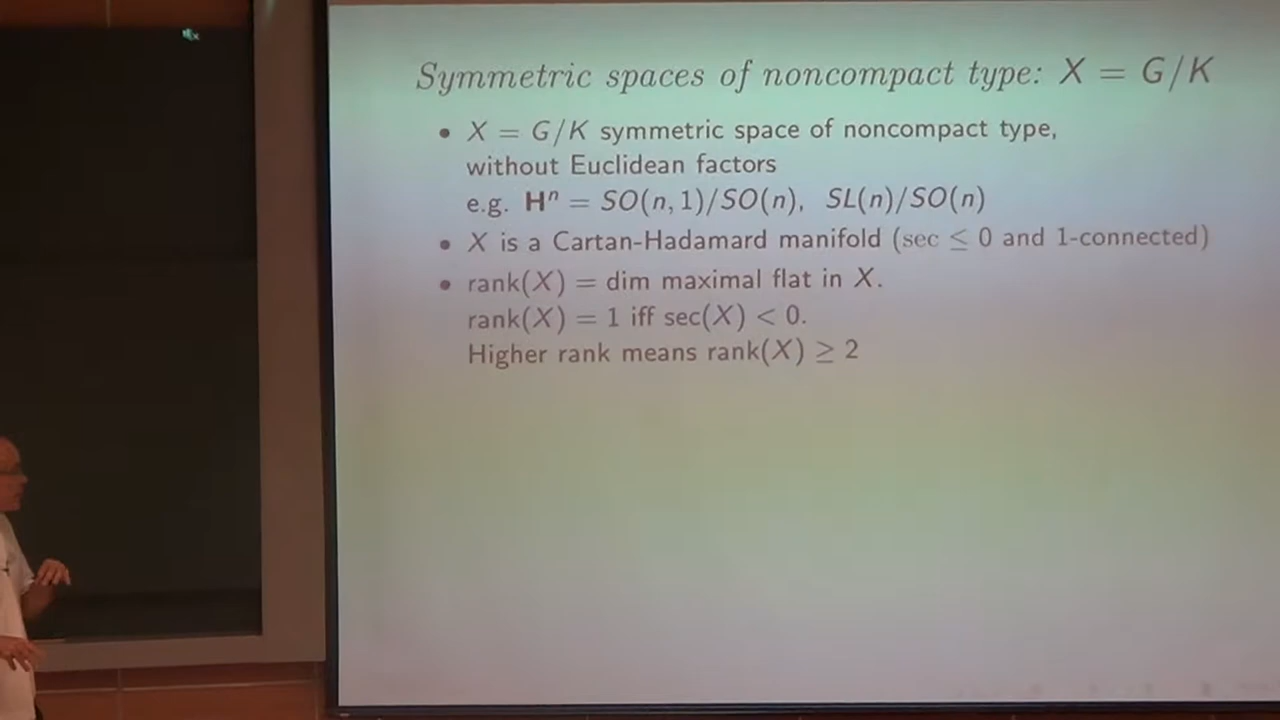 Symmetric spaces of noncompact type: X = G/K
• X = G/K symmetric space of noncompact type,
without Euclidean factors
e.g. Hⁿ = SO(n, 1)/SO(n), SL(n)/SO(n)
• X is a Cartan-Hadamard manifold (sec ≤ 0 and 1-connected)
• rank(X) = dim maximal flat in X.
rank(X) = 1 iff sec(X) < 0.
Higher rank means rank(X) ≥ 2